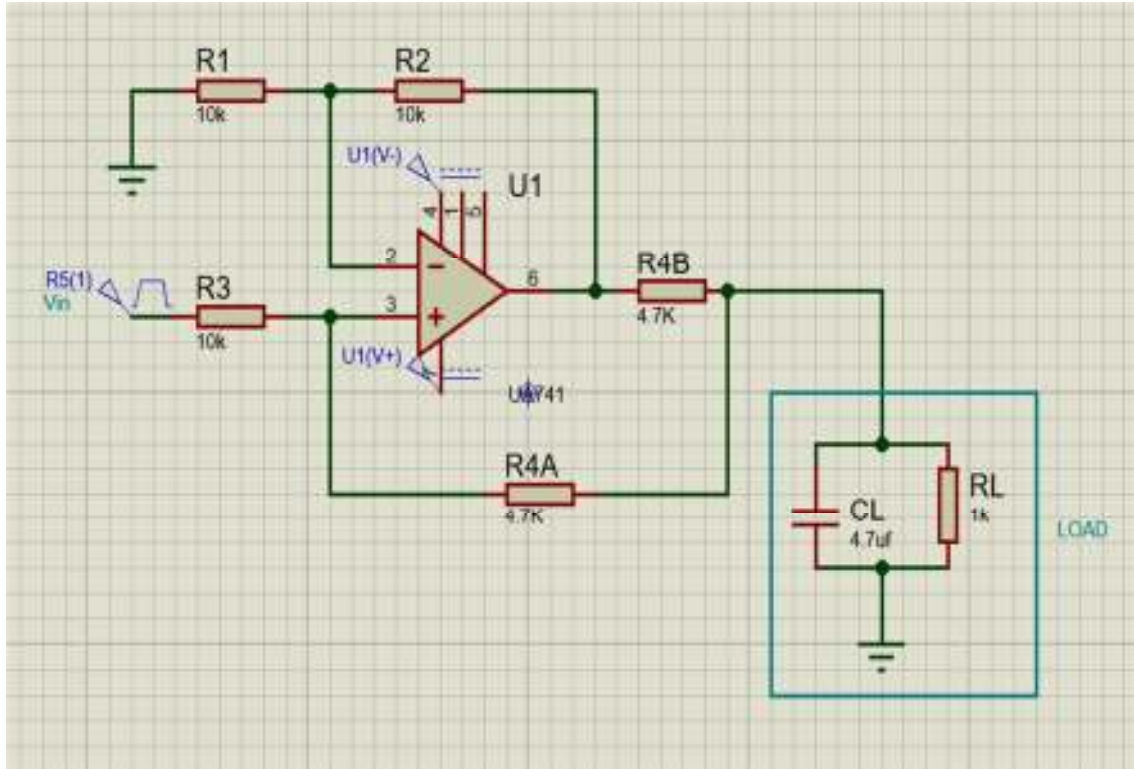 R1
10k
R2
10k
U1(V-)
U1
4
1
5
2
6
3
R5(1)
Vin
R3
10k
U1(V+)
R4B
4.7K
R4A
4.7K
CL
4.7uf
RL
1k
LOAD